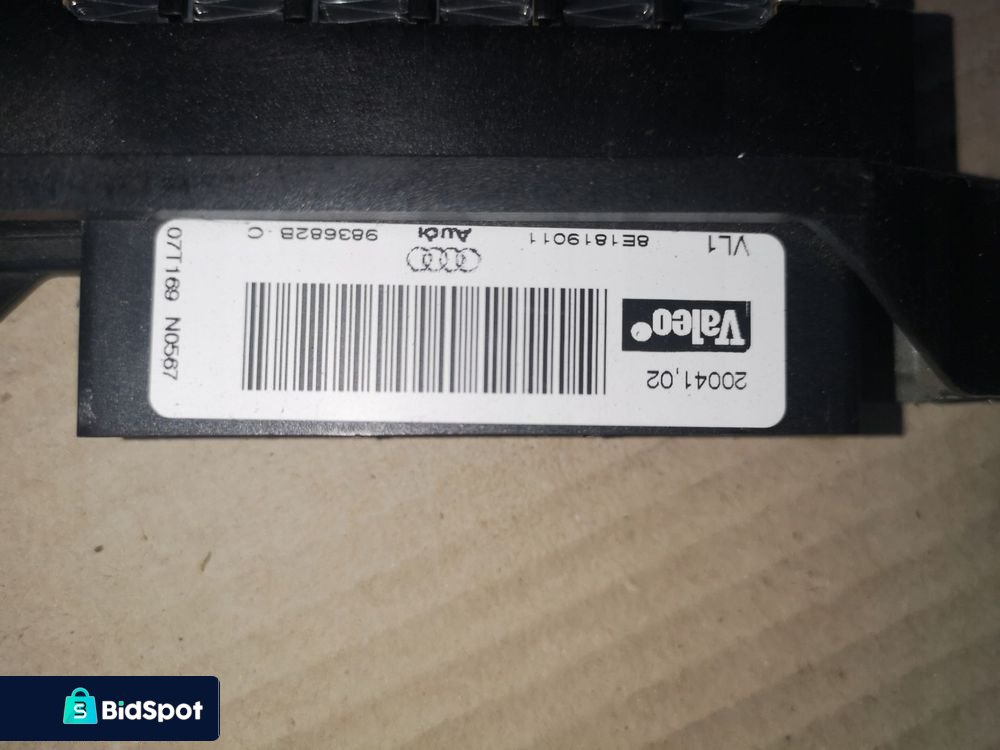 20041,02
Valeo
VL1
8E1819011
Audi
983682B C
07T169 N0567
BidSpot